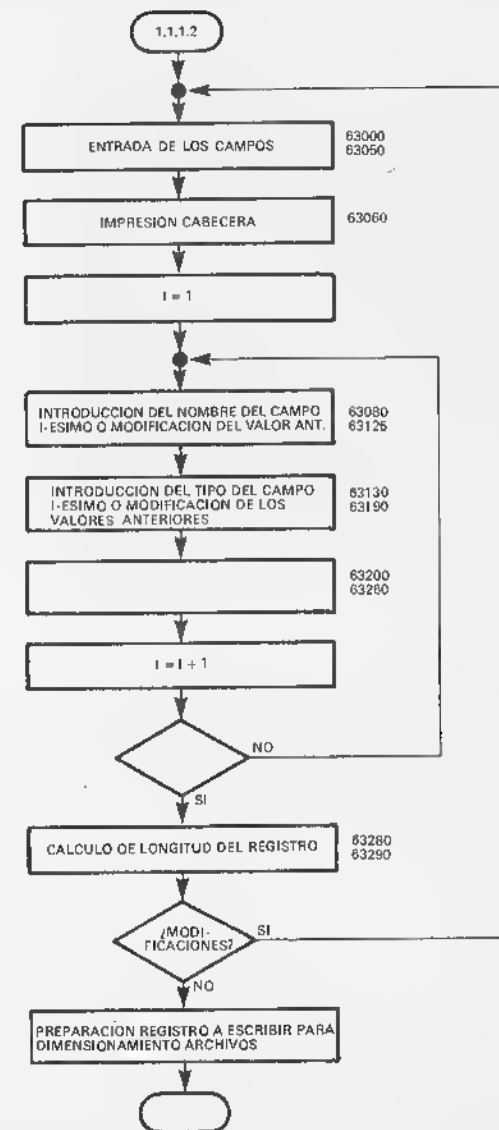 1.1.1.2
ENTRADA DE LOS CAMPOS
63000
63050
IMPRESION CABECERA
63060
I = 1
INTRODUCCION DEL NOMBRE DEL CAMPO
I-ESIMO O MODIFICACION DEL VALOR ANT.
63080
63125
INTRODUCCION DEL TIPO DEL CAMPO
I-ESIMO O MODIFICACION DE LOS
VALORES ANTERIORES
63130
63190
63200
63260
I = I + 1
NO
SI
CALCULO DE LONGITUD DEL REGISTRO
63280
63290
¿MODI-
FICACIONES?
SI
NO
PREPARACION REGISTRO A ESCRIBIR PARA
DIMENSIONAMIENTO ARCHIVOS